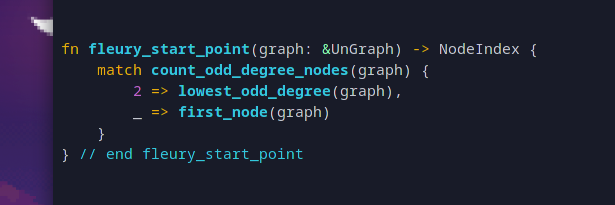 fn fleury_start_point(graph: &UnGraph) -> NodeIndex {
    match count_odd_degree_nodes(graph) {
        2 => lowest_odd_degree(graph),
        _ => first_node(graph)
    }
} // end fleury_start_point